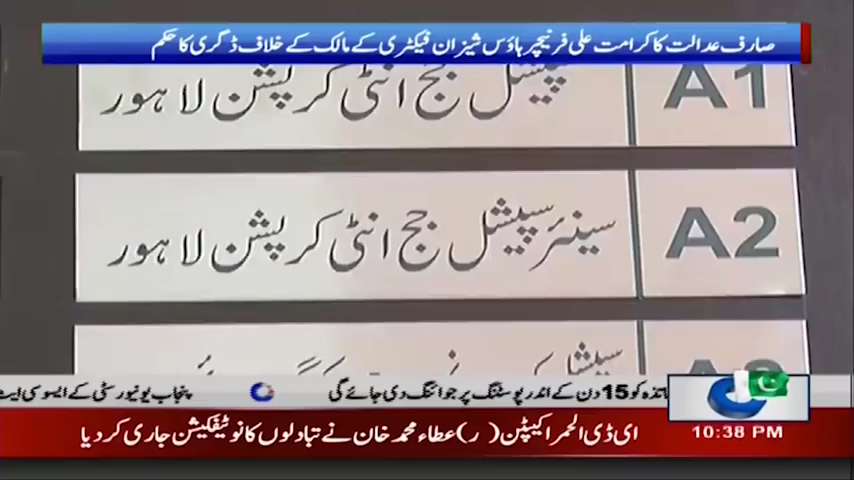 صارف عدالت کا کرامت علی فرنیچر ہاؤس شیزان فیکٹری کے مالک کے خلاف ڈگری کا حکم
A1 سپیشل جج انٹی کرپشن لاہور
A2 سینئر سپیشل جج انٹی کرپشن لاہور
سپیشل
اتذہ کو 15 دن کے اندر پوسٹنگ پر جوائننگ دی جائے گی پنجاب یونیورسٹی کے ایسوسی ایٹ
ای ڈی الحمرا کیپٹن ( ر ) عطاء محمد خان نے تبادلوں کا نوٹیفکیشن جاری کر دیا
10:38 PM